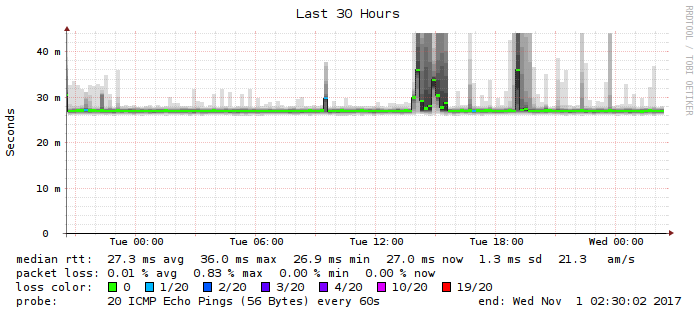 Last 30 Hours
RRDTOOL / TOBI OETIKER
Seconds
40 m
30 m
20 m
10 m
0
Tue 00:00 Tue 06:00 Tue 12:00 Tue 18:00 Wed 00:00
median rtt: 27.3 ms avg 36.0 ms max 26.9 ms min 27.0 ms now 1.3 ms sd 21.3 am/s
packet loss: 0.01 % avg 0.83 % max 0.00 % min 0.00 % now
loss color: 0 1/20 2/20 3/20 4/20 10/20 19/20
probe: 20 ICMP Echo Pings (56 Bytes) every 60s end: Wed Nov 1 02:30:02 2017